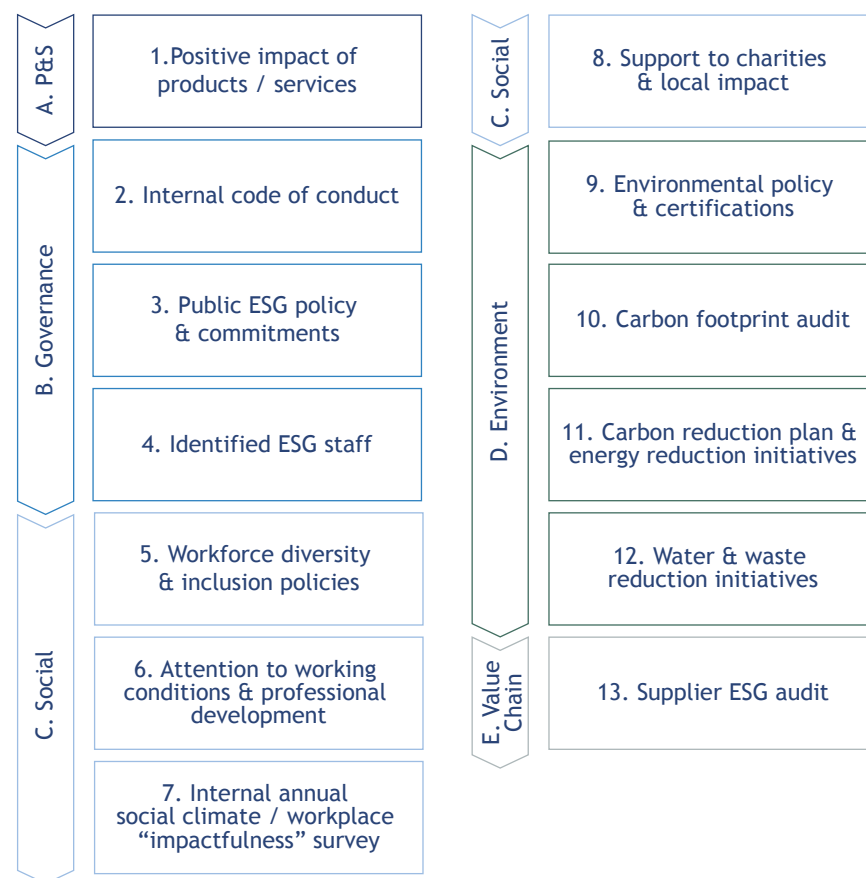 A. P&S
1.Positive impact of
products / services
B. Governance
2. Internal code of conduct
3. Public ESG policy
& commitments
4. Identified ESG staff
C. Social
5. Workforce diversity
& inclusion policies
6. Attention to working
conditions & professional
development
7. Internal annual
social climate / workplace
“impactfulness” survey
C. Social
8. Support to charities
& local impact
D. Environment
9. Environmental policy
& certifications
10. Carbon footprint audit
11. Carbon reduction plan &
energy reduction initiatives
12. Water & waste
reduction initiatives
E. Value
Chain
13. Supplier ESG audit